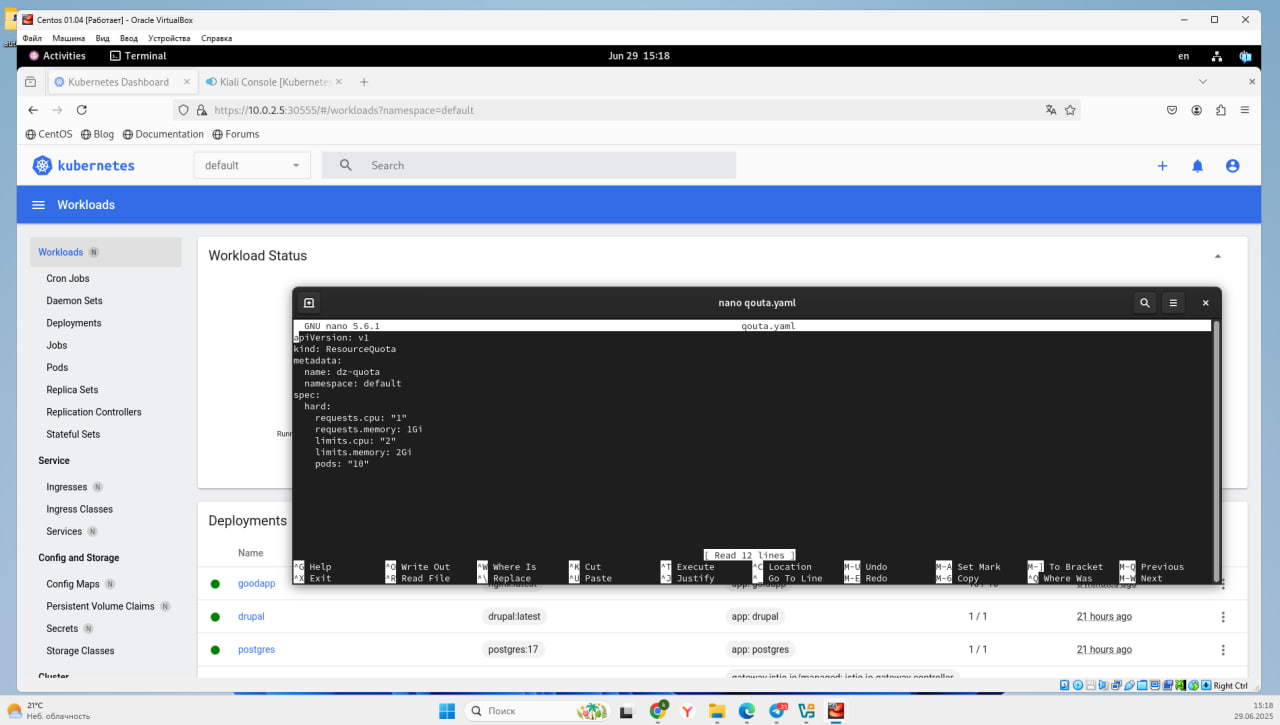 Centos 01.04 [Работает] - Oracle VirtualBox
Файл Машина Вид Ввод Устройства Справка
Activities Terminal Jun 29 15:18 en
Kubernetes Dashboard × Kiali Console [Kubernetes × +
https://10.0.2.5:30555/#/workloads?namespace=default
CentOS Blog Documentation Forums
kubernetes default Search
Workloads
Workloads N
Cron Jobs
Daemon Sets
Deployments
Jobs
Pods
Replica Sets
Replication Controllers
Stateful Sets
Service
Ingresses N
Ingress Classes
Services N
Config and Storage
Config Maps N
Persistent Volume Claims N
Secrets N
Storage Classes
Cluster
Workload Status
nano qouta.yaml
GNU nano 5.6.1 qouta.yaml
apiVersion: v1
kind: ResourceQuota
metadata:
name: dz-quota
namespace: default
spec:
hard:
requests.cpu: "1"
requests.memory: 1Gi
limits.cpu: "2"
limits.memory: 2Gi
pods: "10"
[ Read 12 lines ]
^G Help ^O Write Out ^W Where Is ^K Cut ^T Execute ^C Location M-U Undo M-A Set Mark M-] To Bracket M-Q Previous
^X Exit ^R Read File ^\ Replace ^U Paste ^J Justify ^_ Go To Line M-E Redo M-6 Copy ^Q Where Was M-W Next
Deployments
Name
goodapp
drupal drupal:latest app: drupal 1 / 1 21 hours ago
postgres postgres:17 app: postgres 1 / 1 21 hours ago
gateway.istio.io/managed: istio.io-gateway-controller
Right Ctrl
21°C
Неб. облачность
Поиск
15:18
29.06.2025